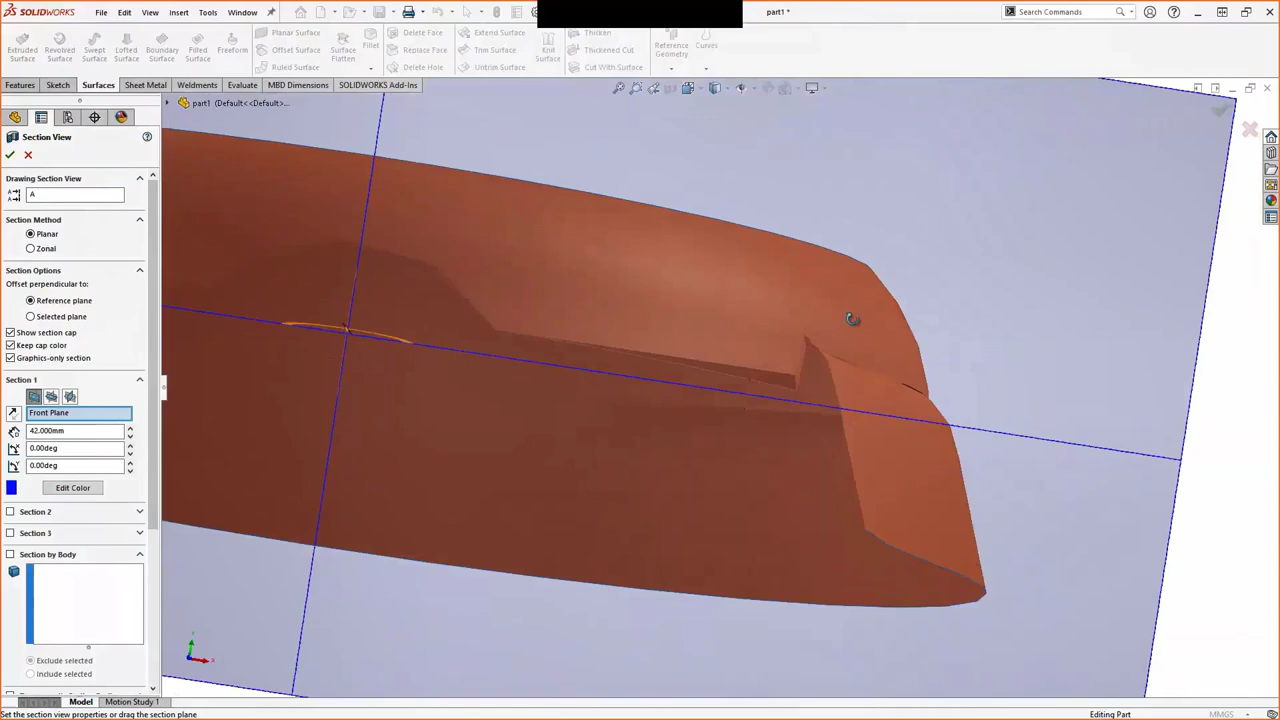 SOLIDWORKS File Edit View Insert Tools Window part1 * Search Commands
Extruded Surface Revolved Surface Swept Surface Lofted Surface Boundary Surface Filled Surface Freeform
Planar Surface
Offset Surface
Ruled Surface
Surface Flatten
Fillet
Delete Face
Replace Face
Delete Hole
Extend Surface
Trim Surface
Untrim Surface
Knit Surface
Thicken
Thickened Cut
Cut With Surface
Reference Geometry
Curves
Features Sketch Surfaces Sheet Metal Weldments Evaluate MBD Dimensions SOLIDWORKS Add-Ins
part1 (Default<<Default>...
Section View
Drawing Section View
A
Section Method
Planar
Zonal
Section Options
Offset perpendicular to:
Reference plane
Selected plane
Show section cap
Keep cap color
Graphics-only section
Section 1
Front Plane
42.000mm
0.00deg
0.00deg
Edit Color
Section 2
Section 3
Section by Body
Exclude selected
Include selected
Model Motion Study 1
Set the section view properties or drag the section plane
Editing Part
MMGS